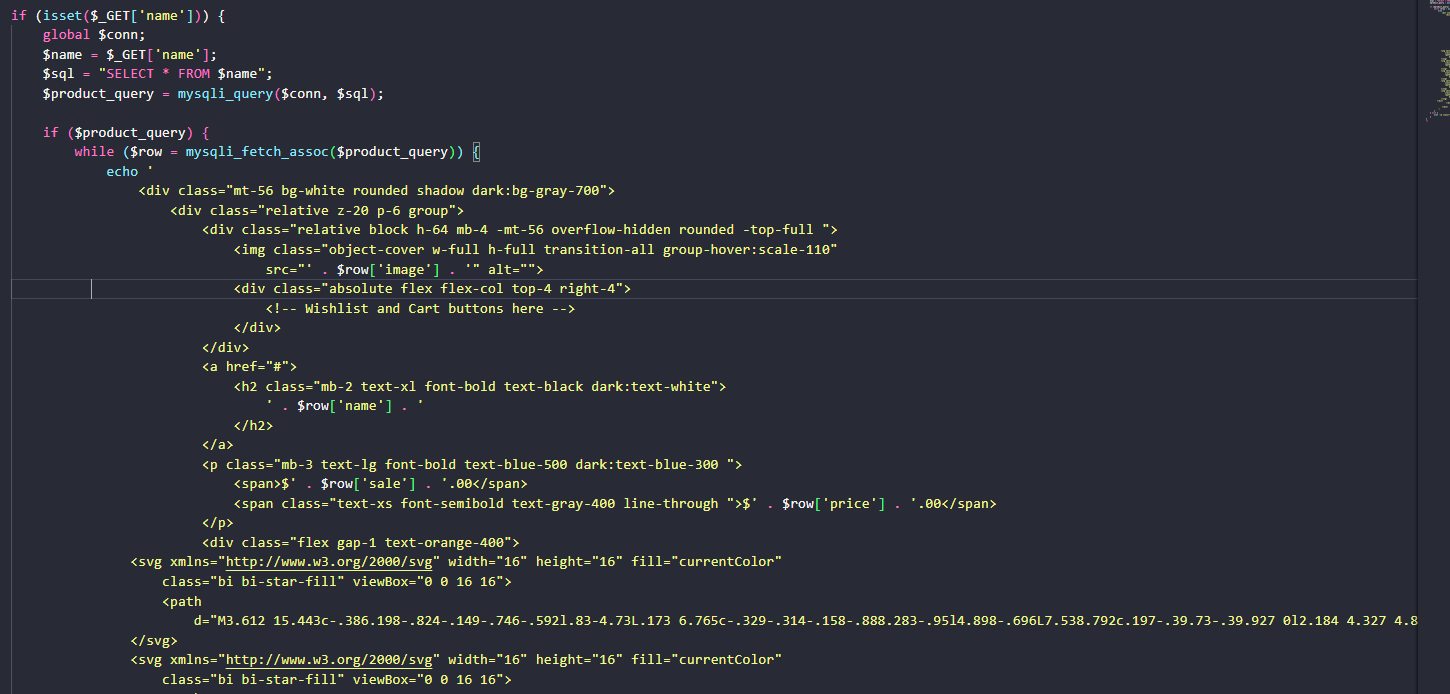 if (isset($_GET['name'])) {
global $conn;
$name = $_GET['name'];
$sql = "SELECT * FROM $name";
$product_query = mysqli_query($conn, $sql);
if ($product_query) {
while ($row = mysqli_fetch_assoc($product_query)) {
echo '
<div class="mt-56 bg-white rounded shadow dark:bg-gray-700">
<div class="relative z-20 p-6 group">
<div class="relative block h-64 mb-4 -mt-56 overflow-hidden rounded -top-full ">
<img class="object-cover w-full h-full transition-all group-hover:scale-110"
src="' . $row['image'] . '" alt="">
<div class="absolute flex flex-col top-4 right-4">
<!-- Wishlist and Cart buttons here -->
</div>
</div>
<a href="#">
<h2 class="mb-2 text-xl font-bold text-black dark:text-white">
' . $row['name'] . '
</h2>
</a>
<p class="mb-3 text-lg font-bold text-blue-500 dark:text-blue-300 ">
<span>$' . $row['sale'] . '.00</span>
<span class="text-xs font-semibold text-gray-400 line-through ">$' . $row['price'] . '.00</span>
</p>
<div class="flex gap-1 text-orange-400">
<svg xmlns="http://www.w3.org/2000/svg" width="16" height="16" fill="currentColor"
class="bi bi-star-fill" viewBox="0 0 16 16">
<path
d="M3.612 15.443c-.386.198-.824-.149-.746-.592l.83-4.73L.173 6.765c-.329-.314-.158-.888.283-.95l4.898-.696L7.538.792c.197-.39.73-.39.927 0l2.184 4.327 4.8
</svg>
<svg xmlns="http://www.w3.org/2000/svg" width="16" height="16" fill="currentColor"
class="bi bi-star-fill" viewBox="0 0 16 16">